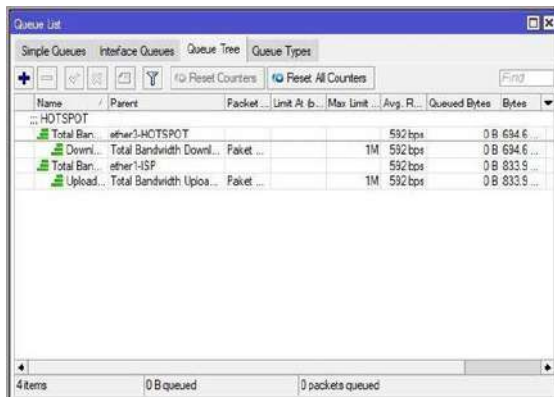 Queue List
Simple Queues Interface Queues Queue Tree Queue Types
Reset Counters Reset All Counters Find
Name Parent Packet ... Limit At (b... Max Limit ... Avg. R... Queued Bytes Bytes
::: HOTSPOT
Total Ban... ether3-HOTSPOT 592 bps 0 B 694.6 ...
Downl... Total Bandwidth Downl... Paket ... 1M 592 bps 0 B 694.6 ...
Total Ban... ether1-ISP 592 bps 0 B 833.9 ...
Upload... Total Bandwidth Uploa... Paket ... 1M 592 bps 0 B 833.9 ...
4 items 0 B queued 0 packets queued